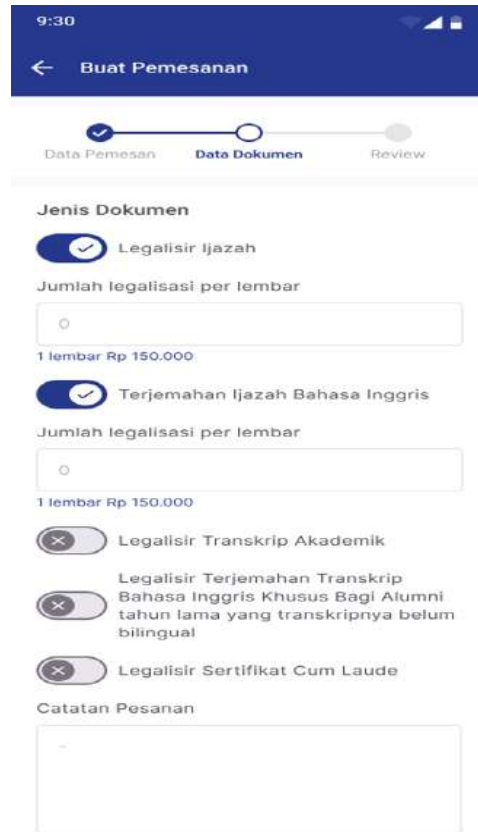 9:30
Buat Pemesanan
Data Pemesan Data Dokumen Review
Jenis Dokumen
Legalisir Ijazah
Jumlah legalisasi per lembar
0
1 lembar Rp 150.000
Terjemahan Ijazah Bahasa Inggris
Jumlah legalisasi per lembar
0
1 lembar Rp 150.000
Legalisir Transkrip Akademik
Legalisir Terjemahan Transkrip
Bahasa Inggris Khusus Bagi Alumni
tahun lama yang transkripnya belum
bilingual
Legalisir Sertifikat Cum Laude
Catatan Pesanan
-